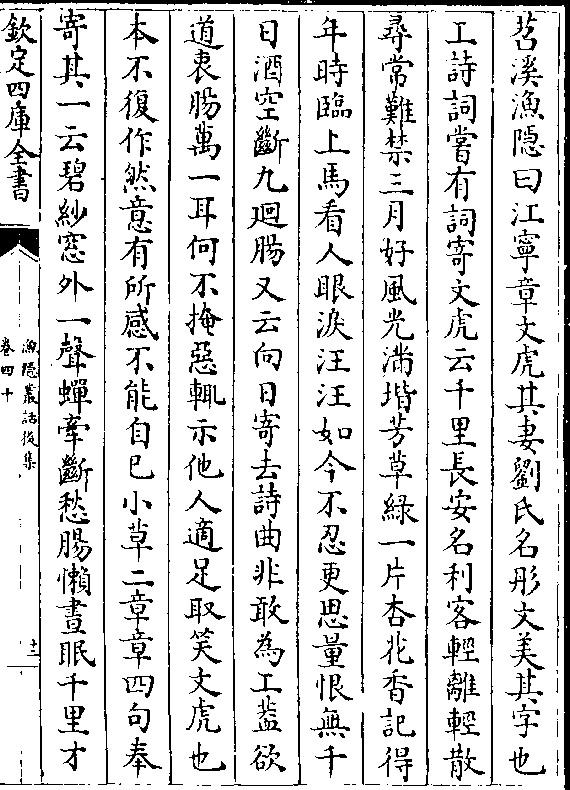 苕溪漁隠曰江寧章文虎其妻劉氏名彤文美其字也
工詩詞嘗有詞寄文虎云千里長安名利客輕離輕散
尋常難禁三月好風光滿堦芳草綠一片杏花香記得
年時臨上馬看人眼淚汪汪如今不忍更思量恨無千
日酒空斷九迴腸又云向日寄去詩曲非敢為工葢欲
道衷腸萬一耳何不掩惡輒示他人適足取笑文虎也
本不復作然意有所感不能自已小草二章章四句奉
寄其一云碧紗窓外一聲蟬牽斷愁腸懶晝眠千里才
欽定四庫全書
漁隠叢話後集
卷四十
十二